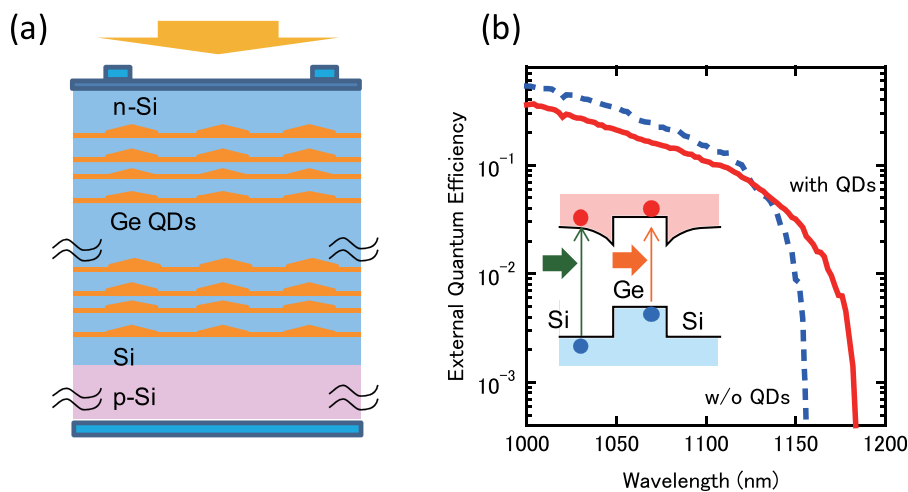 (a)
n-Si
Ge QDs
Si
p-Si
(b)
External Quantum Efficiency
10⁻¹
10⁻²
10⁻³
with QDs
Ge
Si
Si
w/o QDs
1000 1050 1100 1150 1200
Wavelength (nm)